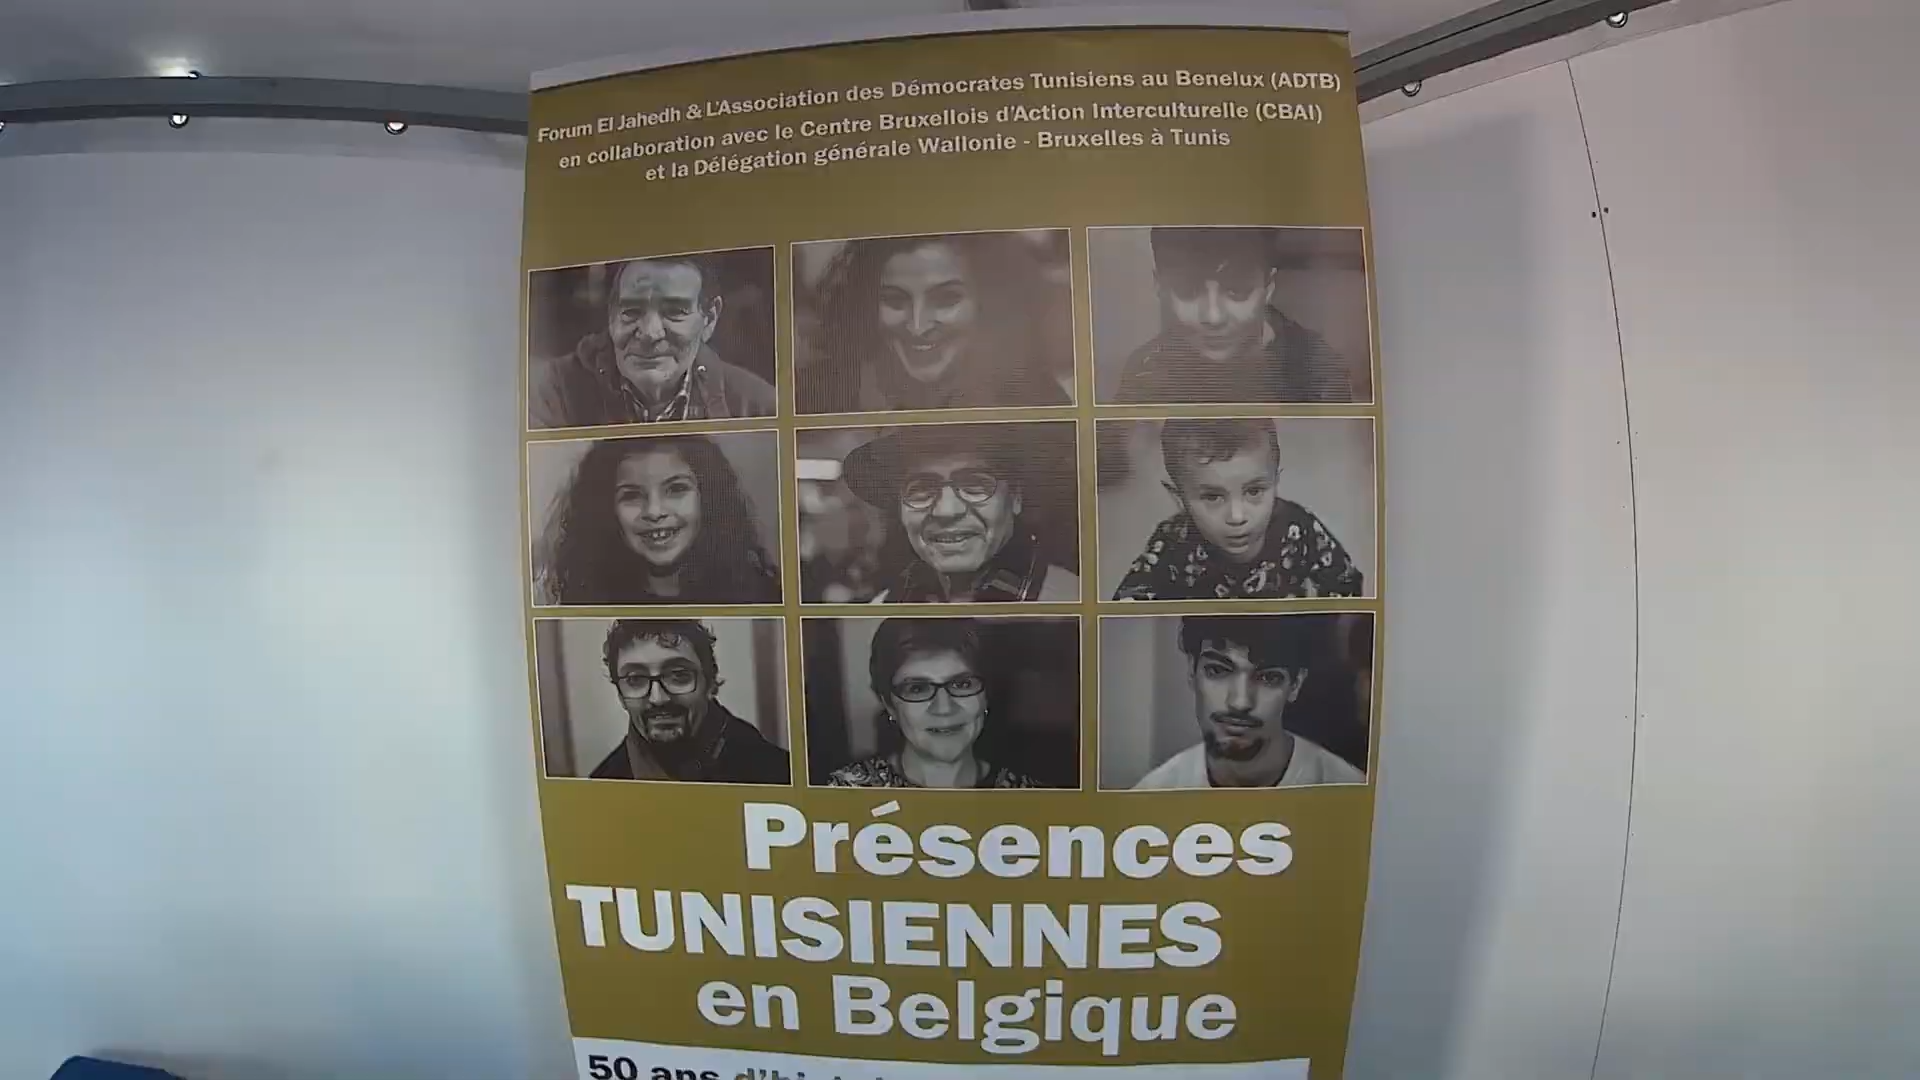 Forum El Jahedh & L'Association des Démocrates Tunisiens au Benelux (ADTB)
en collaboration avec le Centre Bruxellois d'Action Interculturelle (CBAI)
et la Délégation générale Wallonie - Bruxelles à Tunis
Présences
TUNISIENNES
en Belgique
50 ans